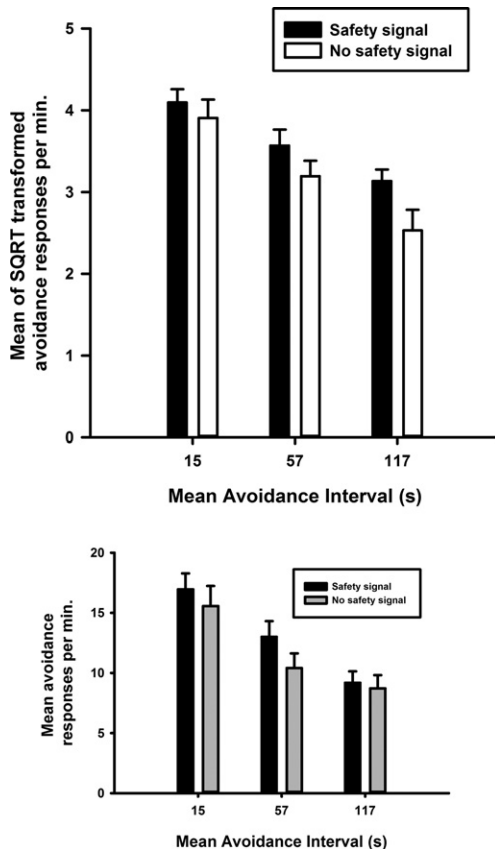 Safety signal
No safety signal
Mean of SQRT transformed
avoidance responses per min.
5
4
3
2
1
0
15 57 117
Mean Avoidance Interval (s)
Safety signal
No safety signal
Mean avoidance
responses per min.
20
15
10
5
0
15 57 117
Mean Avoidance Interval (s)